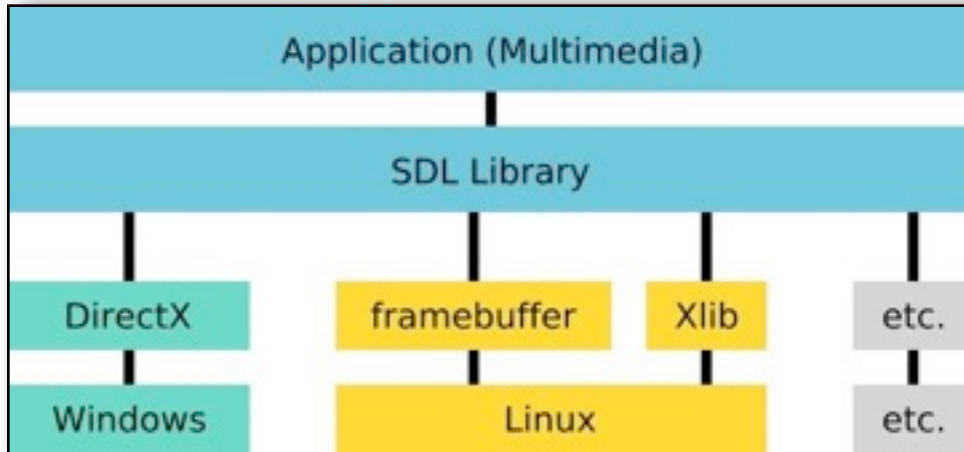 Application (Multimedia)
SDL Library
DirectX
framebuffer
Xlib
etc.
Windows
Linux
etc.